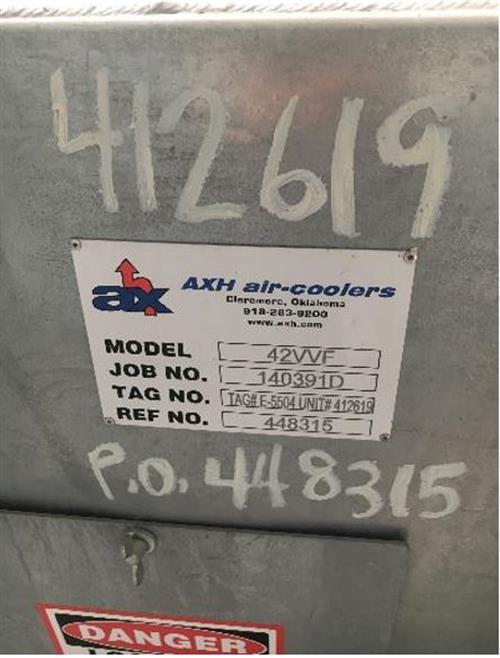 412619
ax
AXH air-coolers
Claremore, Oklahoma
918-283-9200
www.axh.com
MODEL 42VVF
JOB NO. 140391D
TAG NO. TAG# E-5504 UNIT# 412619
REF NO. 448315
P.O. 448315
DANGER